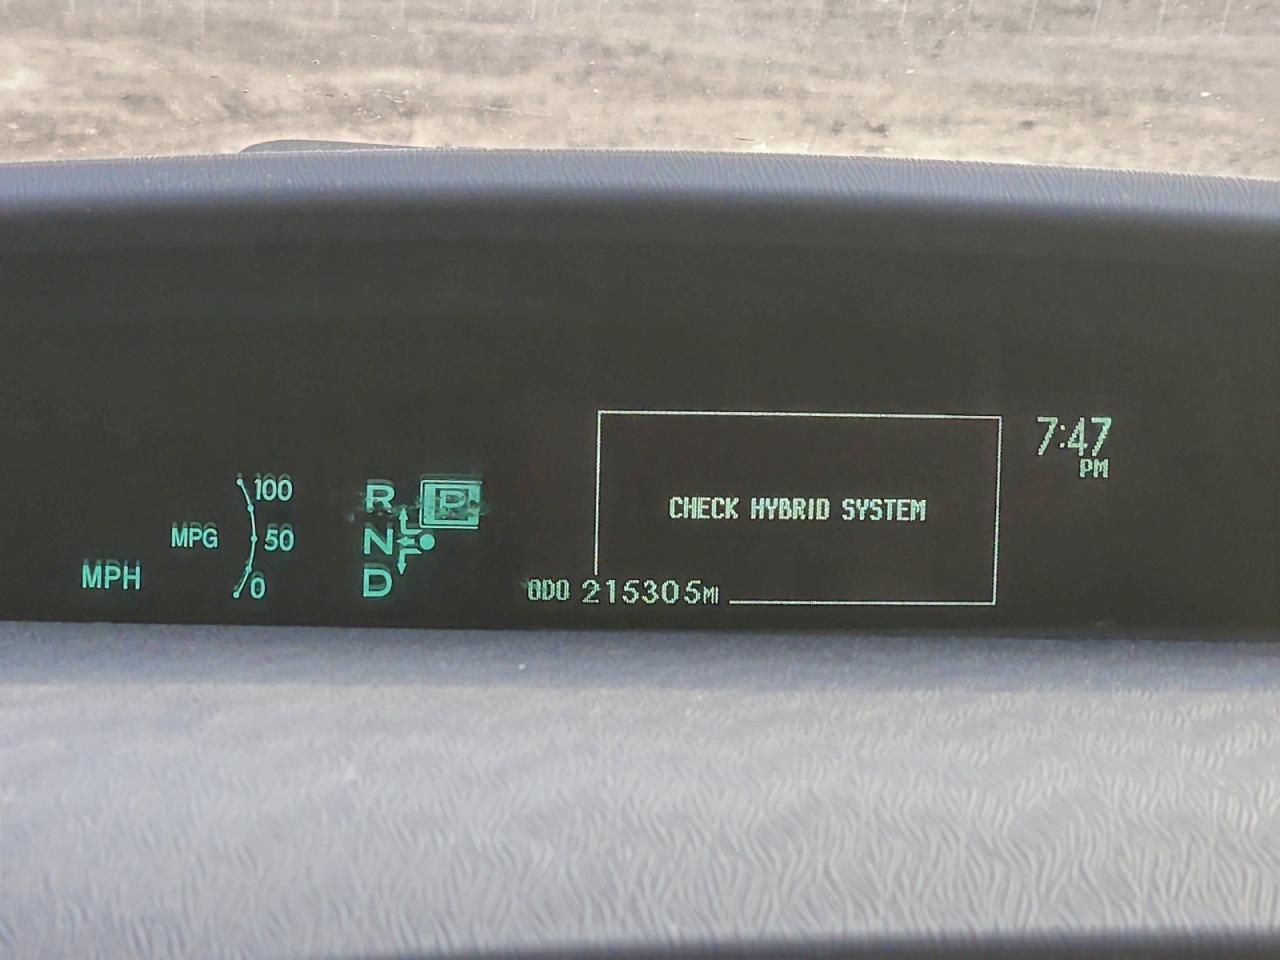 7:47
PM
CHECK HYBRID SYSTEM
100
MPG 50
0
MPH
R P
N
D
ODO 215305MI